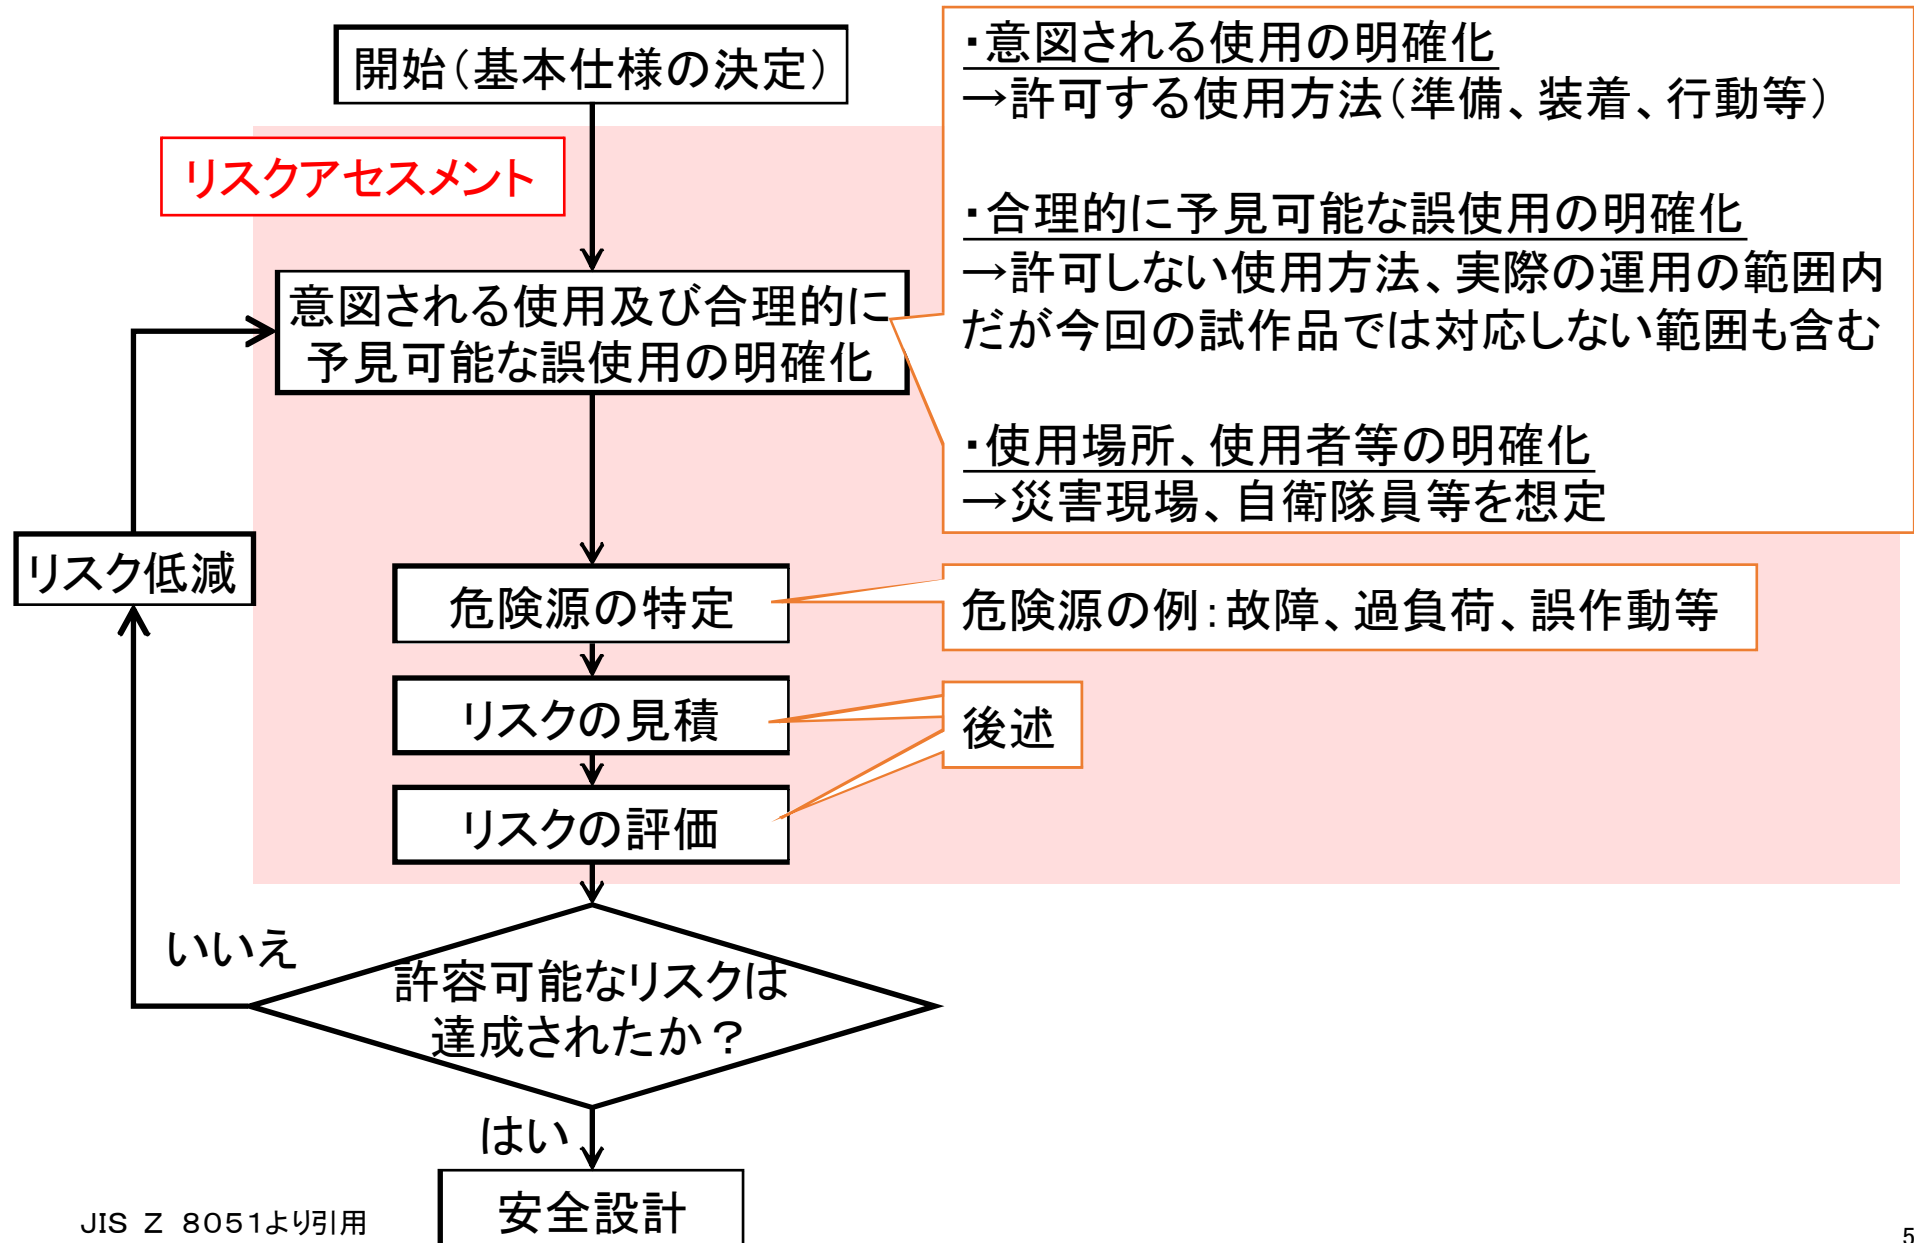 開始(基本仕様の決定)
リスクアセスメント
意図される使用及び合理的に
予見可能な誤使用の明確化
・意図される使用の明確化
→許可する使用方法(準備、装着、行動等)
・合理的に予見可能な誤使用の明確化
→許可しない使用方法、実際の運用の範囲内
だが今回の試作品では対応しない範囲も含む
・使用場所、使用者等の明確化
→災害現場、自衛隊員等を想定
リスク低減
危険源の特定
危険源の例:故障、過負荷、誤作動等
リスクの見積
後述
リスクの評価
いいえ
許容可能なリスクは
達成されたか？
はい
安全設計
JIS Z 8051より引用
5